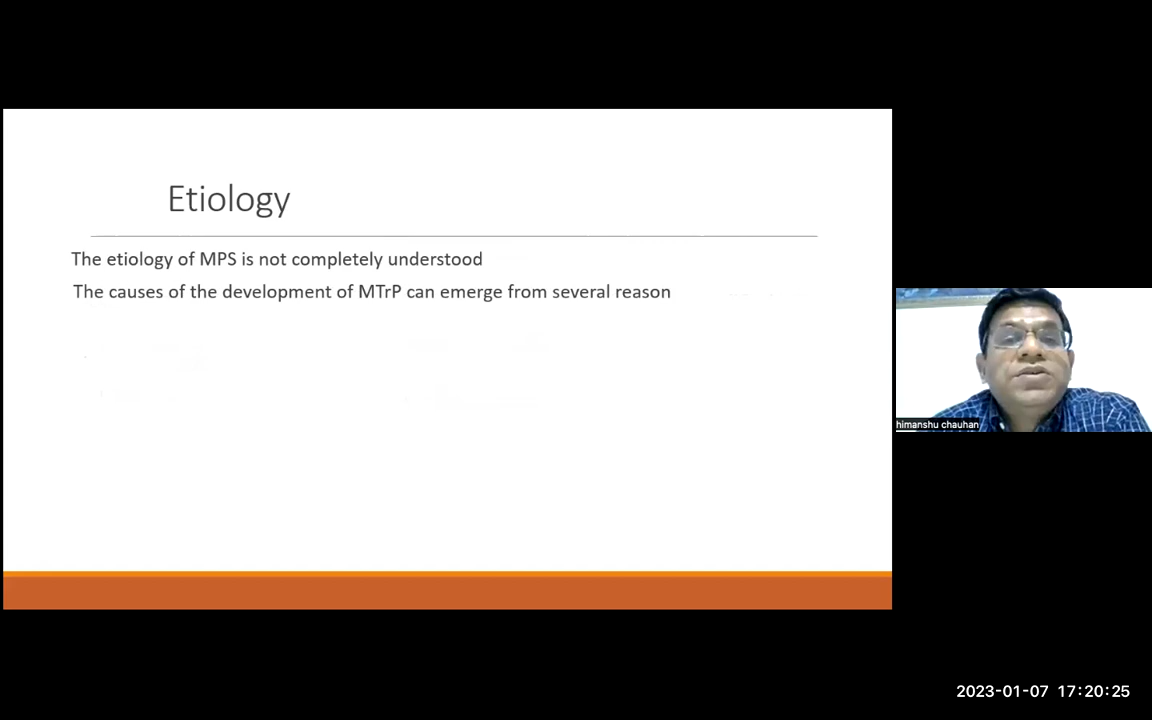 Etiology
The etiology of MPS is not completely understood
The causes of the development of MTrP can emerge from several reason
himanshu chauhan
2023-01-07 17:20:25